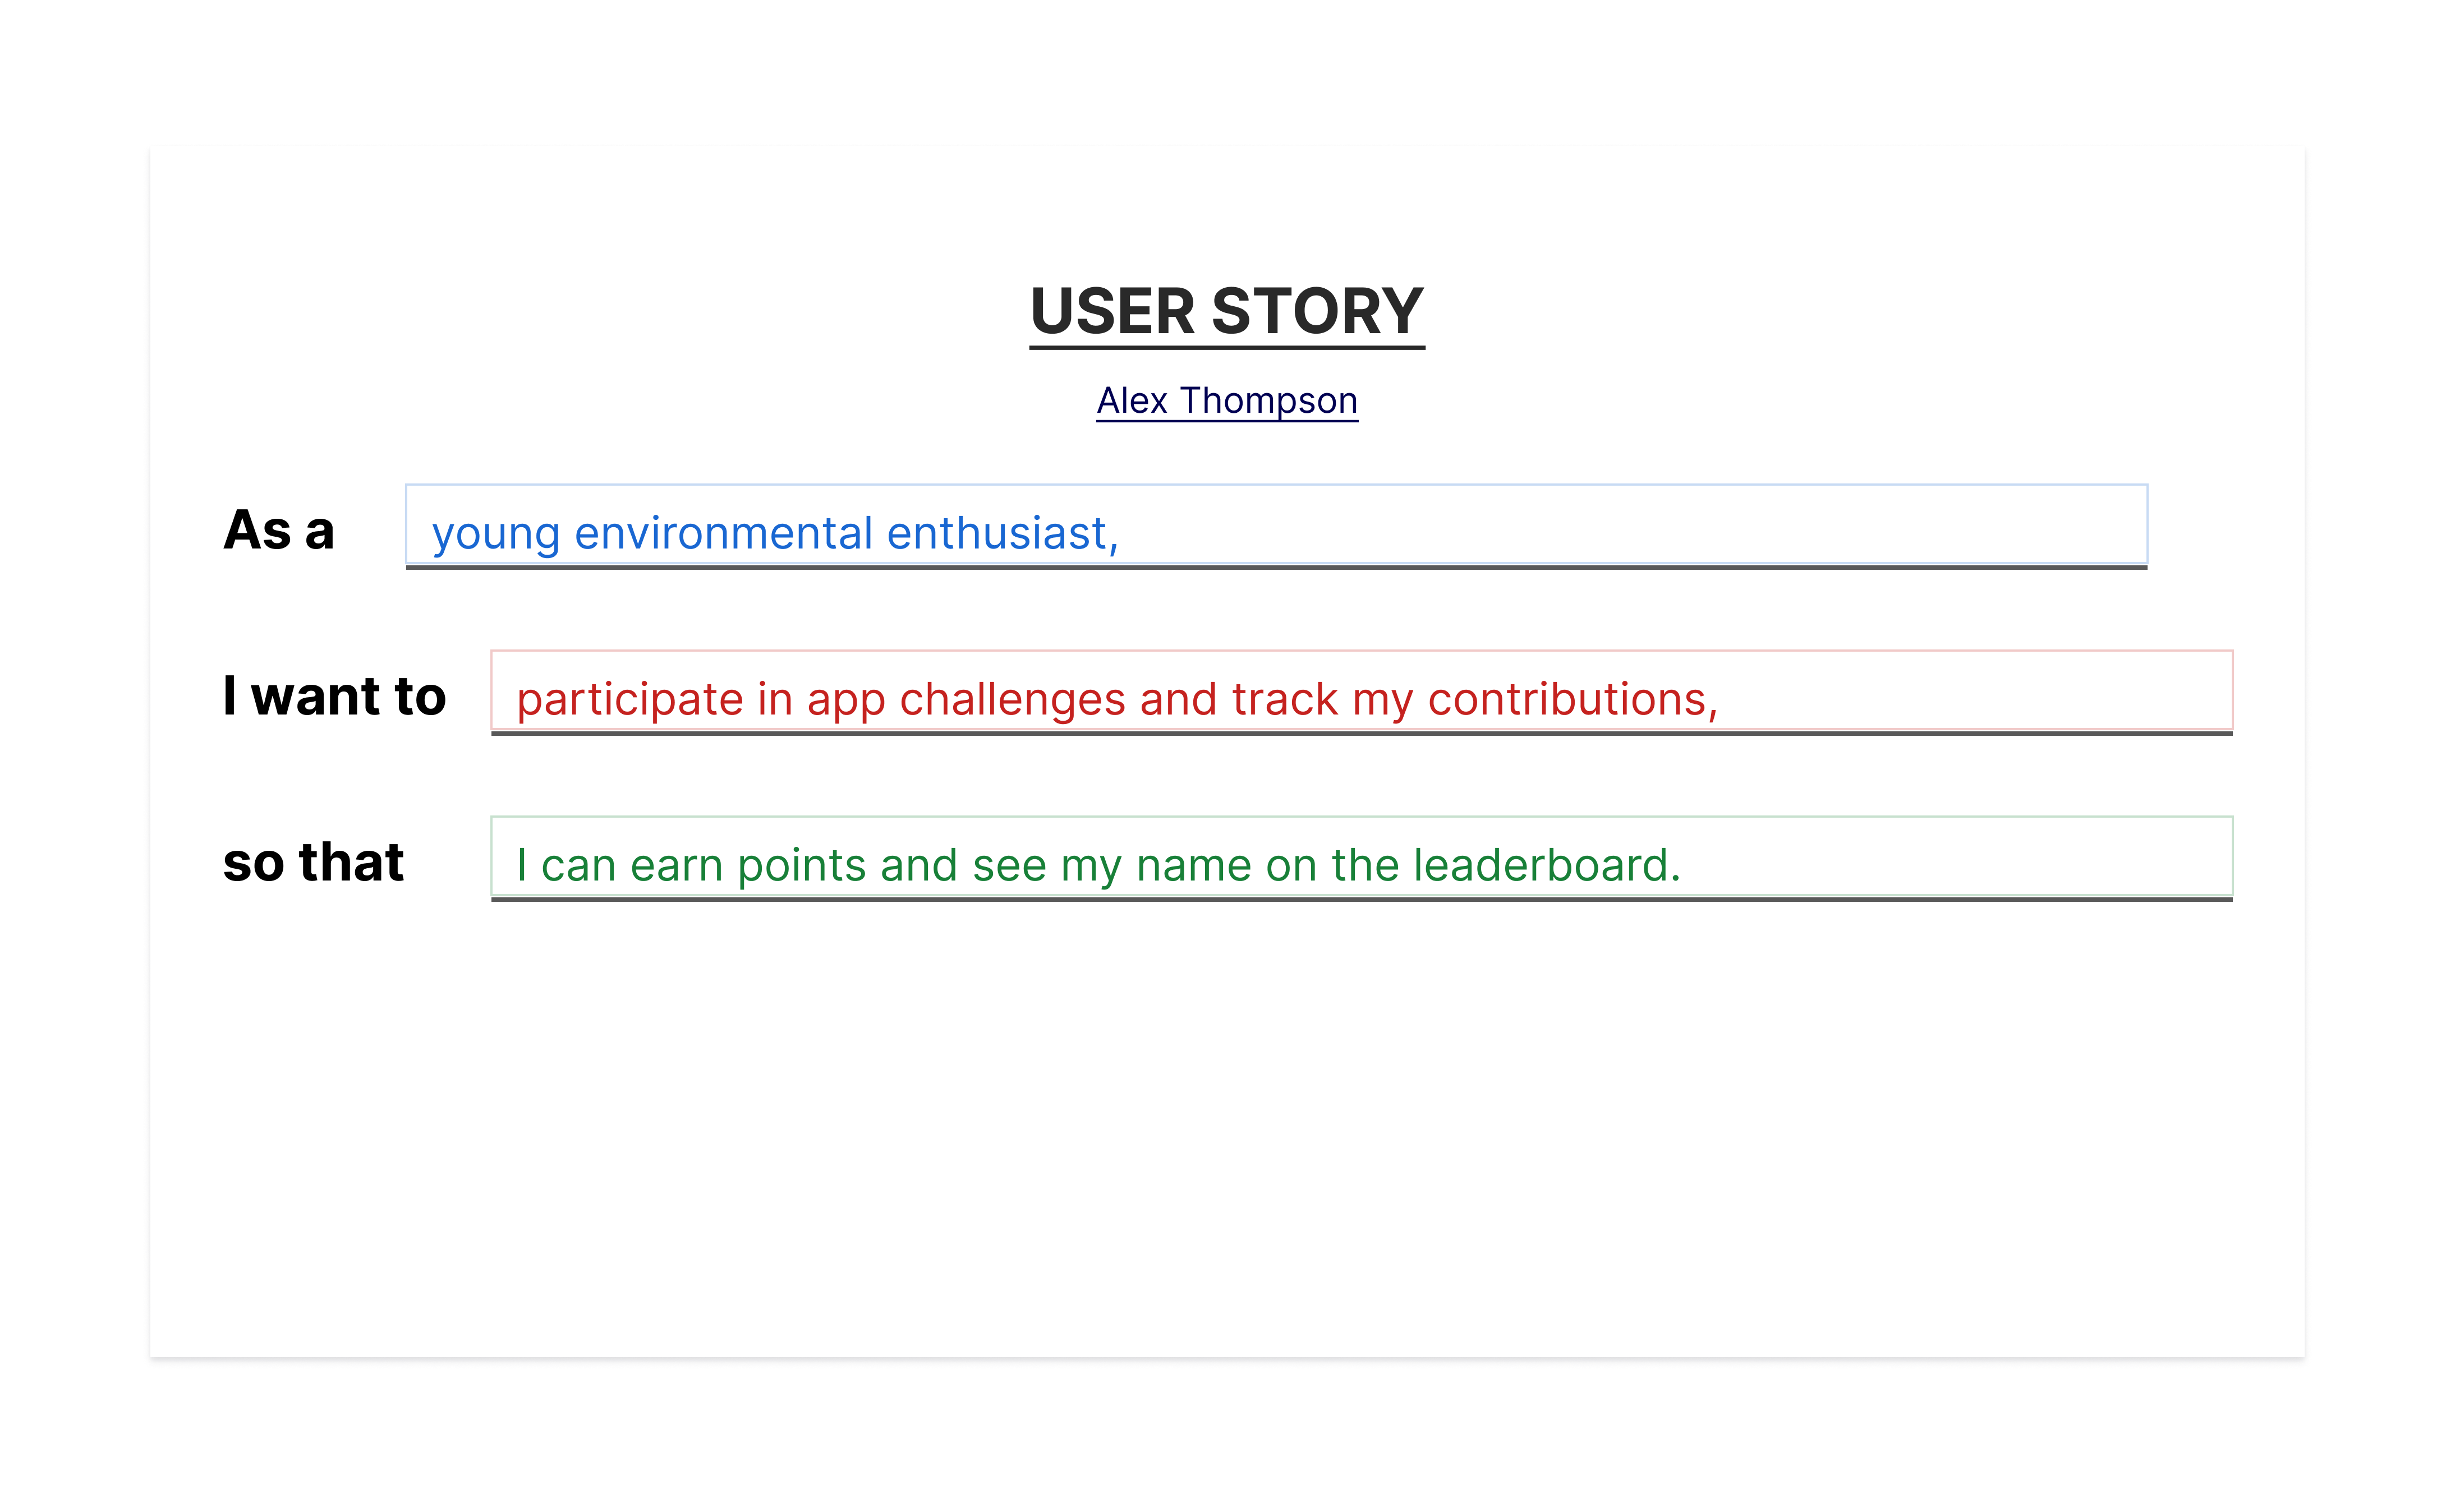 USER STORY
Alex Thompson
As a young environmental enthusiast,
I want to participate in app challenges and track my contributions,
so that I can earn points and see my name on the leaderboard.